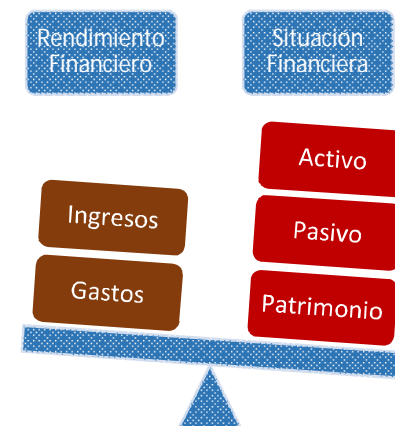 Rendimiento
Financiero
Situación
Financiera
Activo
Ingresos
Pasivo
Gastos
Patrimonio